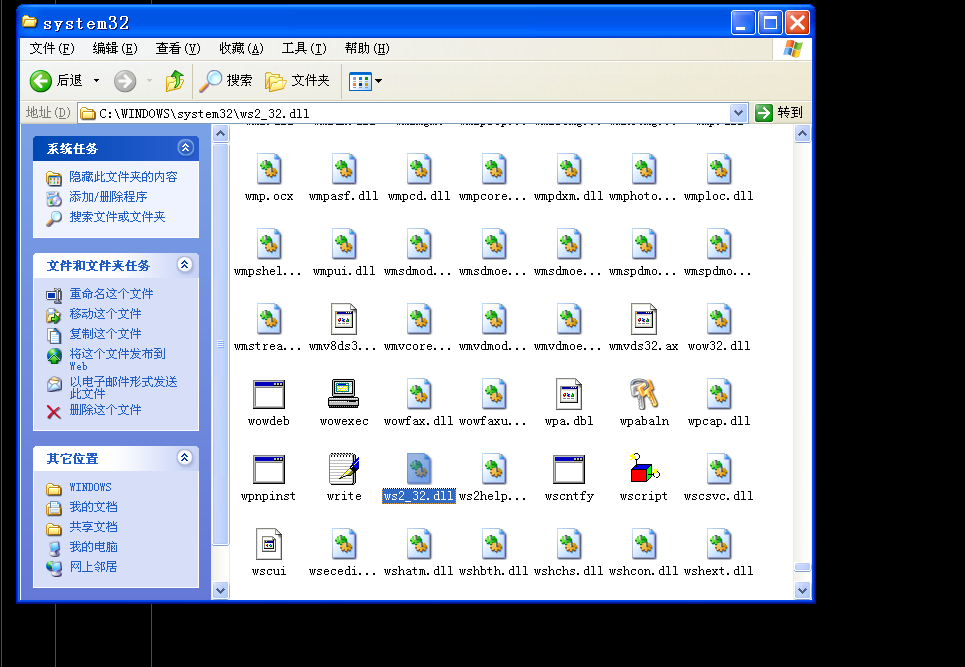 system32
文件(F) 编辑(E) 查看(V) 收藏(A) 工具(T) 帮助(H)
后退 搜索 文件夹
地址(D) C:\WINDOWS\system32\ws2_32.dll 转到
系统任务
隐藏此文件夹的内容
添加/删除程序
搜索文件或文件夹
文件和文件夹任务
重命名这个文件
移动这个文件
复制这个文件
将这个文件发布到
Web
以电子邮件形式发送
此文件
删除这个文件
其它位置
WINDOWS
我的文档
共享文档
我的电脑
网上邻居
wmp.ocx wmpasf.dll wmpcd.dll wmpcore... wmpdxm.dll wmphoto... wmploc.dll
wmpshel... wmpui.dll wmsdmod... wmsdmoe... wmsdmoe... wmspdmo... wmspdmo...
wmstrea... wmv8ds3... wmvcore... wmvdmod... wmvdmoe... wmvds32.ax wow32.dll
wowdeb wowexec wowfax.dll wowfaxu... wpa.dbl wpabaln wpcap.dll
wpnpinst write ws2_32.dll ws2help... wscntfy wscript wscsvc.dll
wscui wsecedi... wshatm.dll wshbth.dll wshchs.dll wshcon.dll wshext.dll